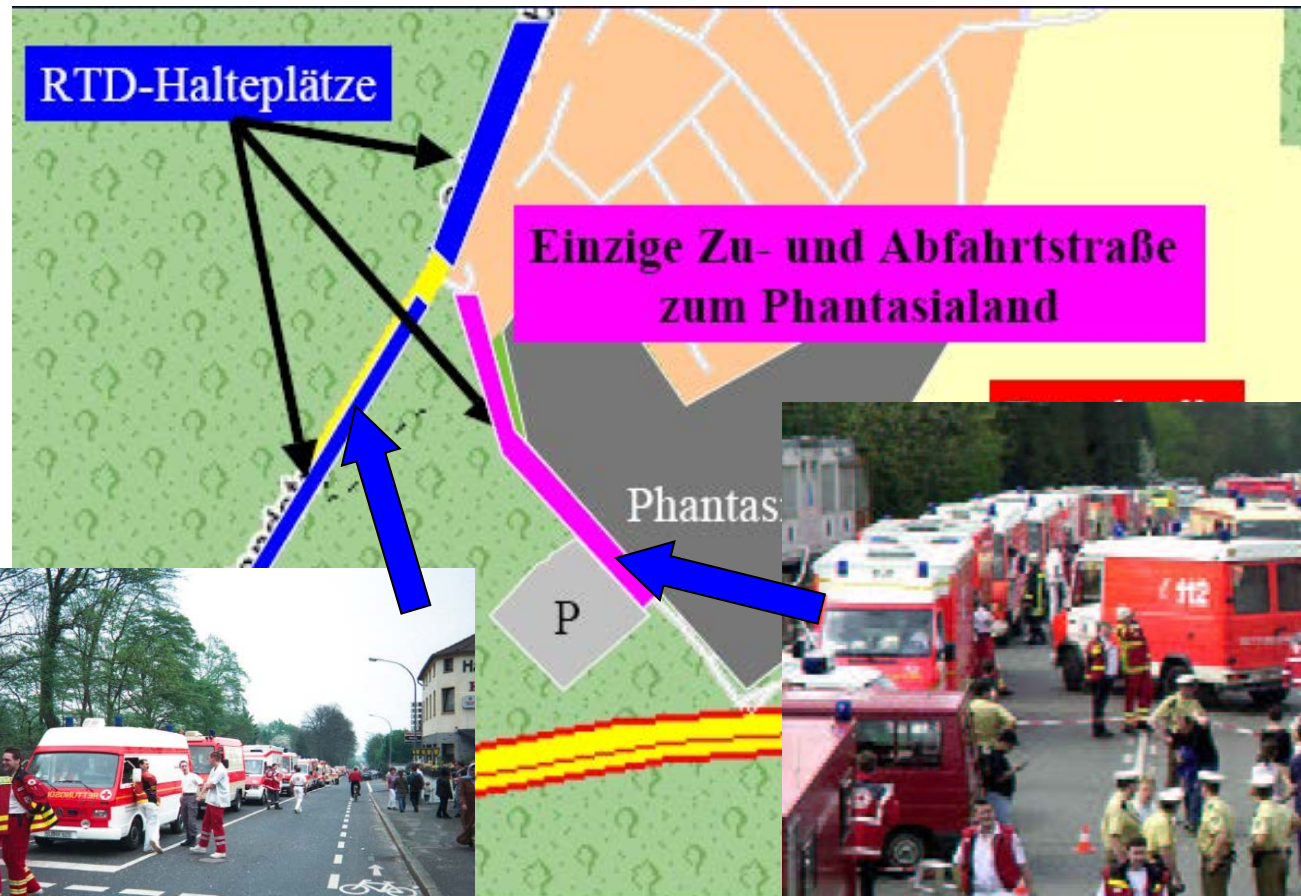 RTD-Halteplätze
Einzige Zu- und Abfahrtstraße
zum Phantasialand
P
112